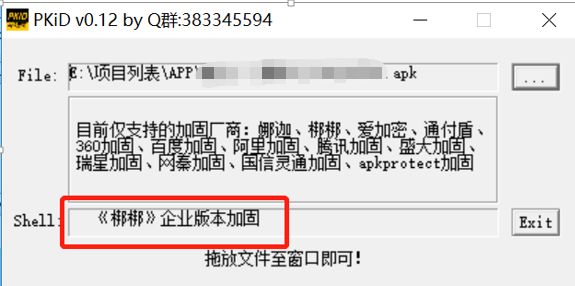 PKiD v0.12 by Q群:383345594
File: E:\项目列表\APP\ .apk ...
目前仅支持的加固厂商:娜迦、梆梆、爱加密、通付盾、
360加固、百度加固、阿里加固、腾讯加固、盛大加固、
瑞星加固、网秦加固、国信灵通加固、apkprotect加固
Shell: 《梆梆》企业版本加固 Exit
拖放文件至窗口即可!